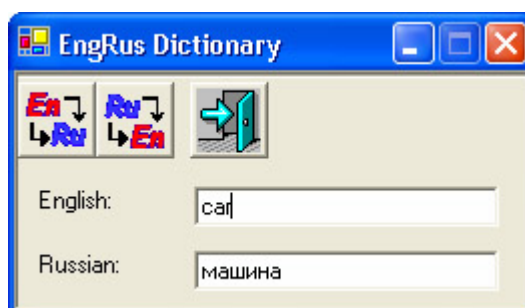 EngRus Dictionary
En Ru Ru En
English: car
Russian: машина